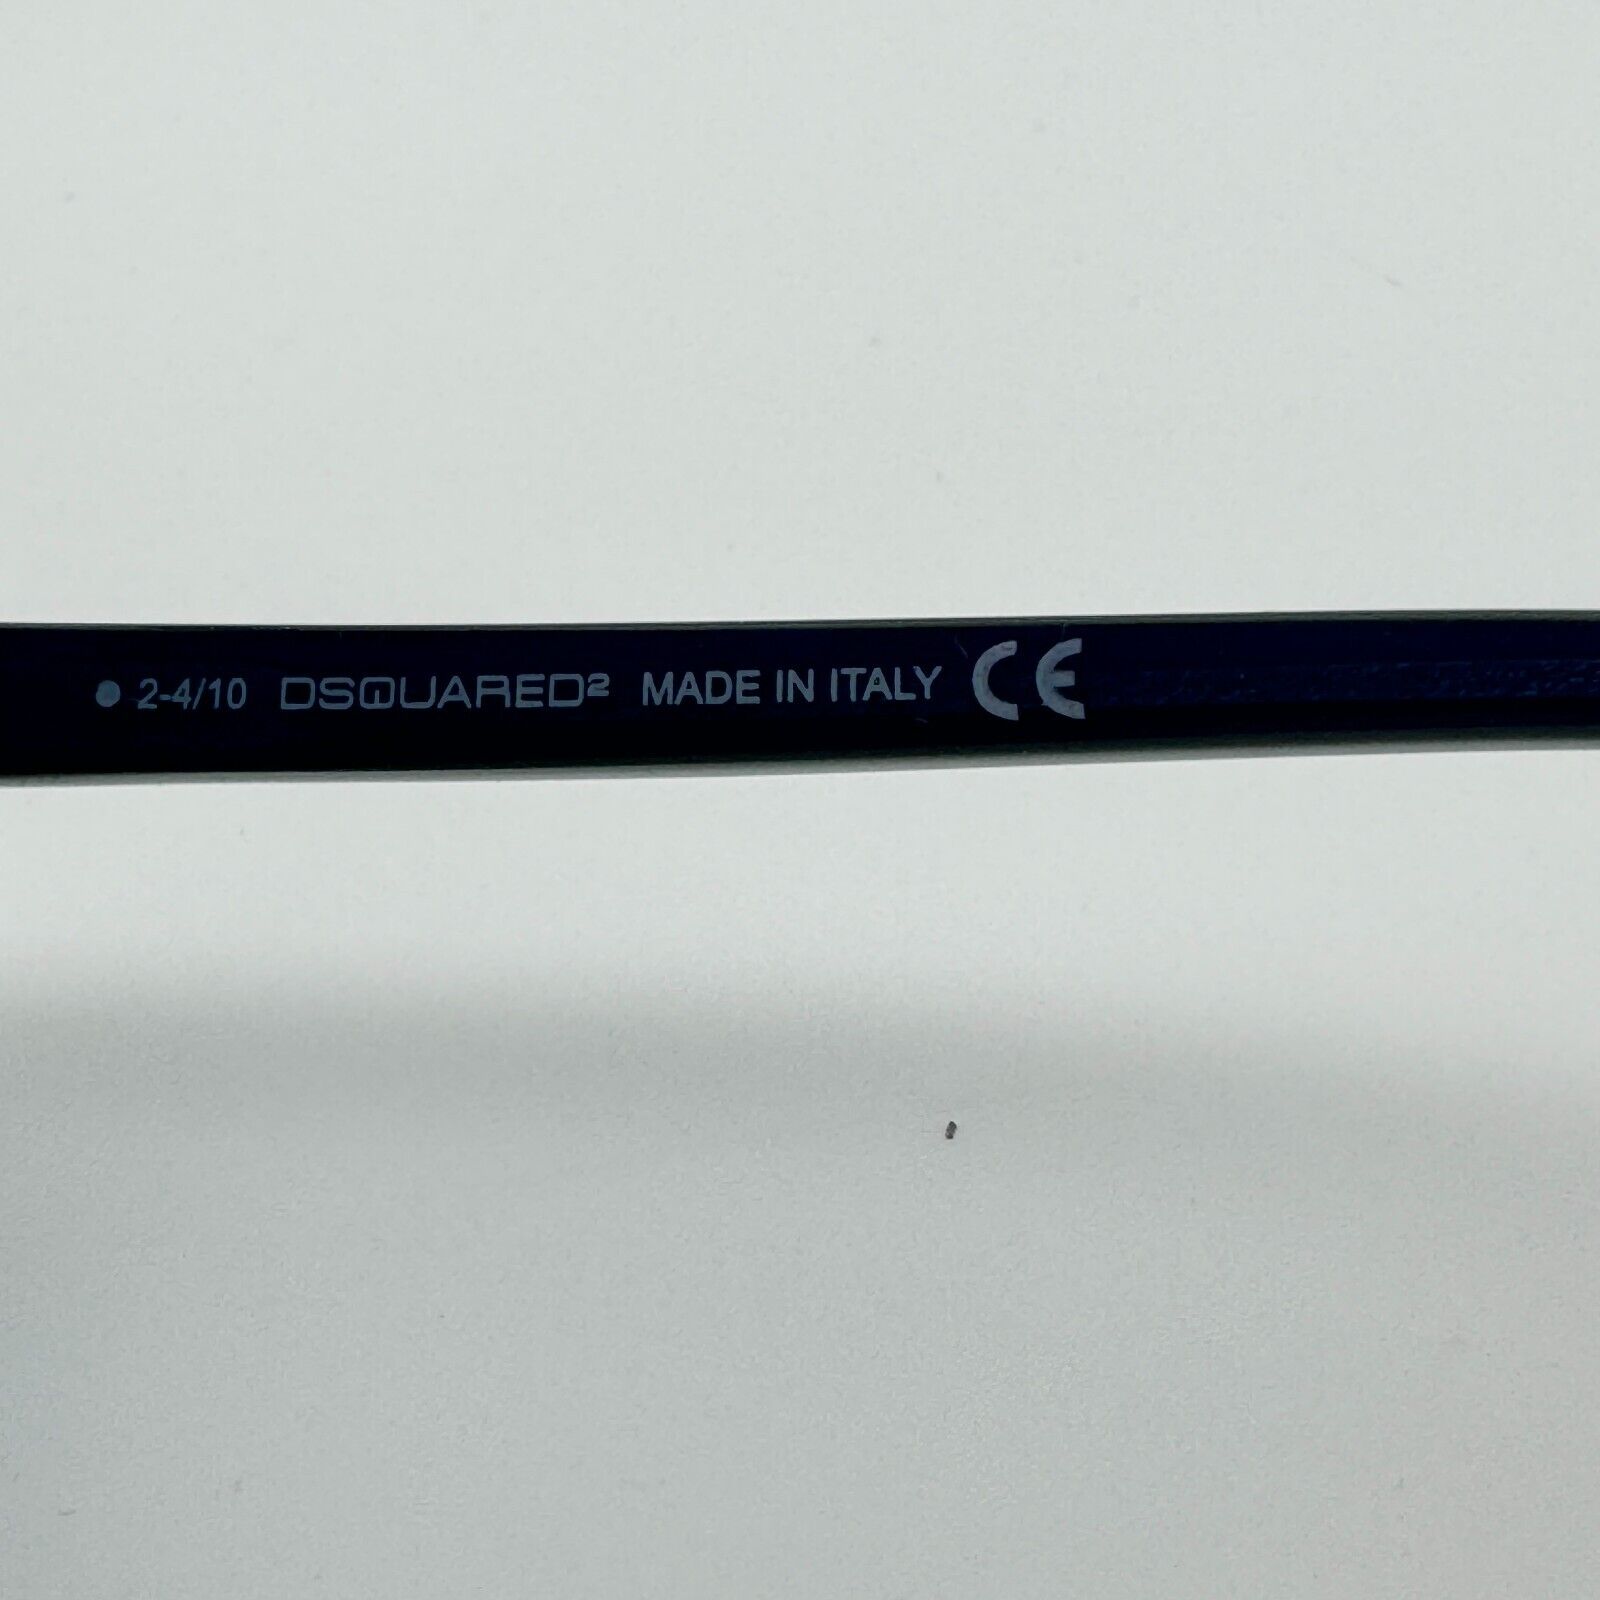 ● 2-4/10 DSQUARED² MADE IN ITALY CE